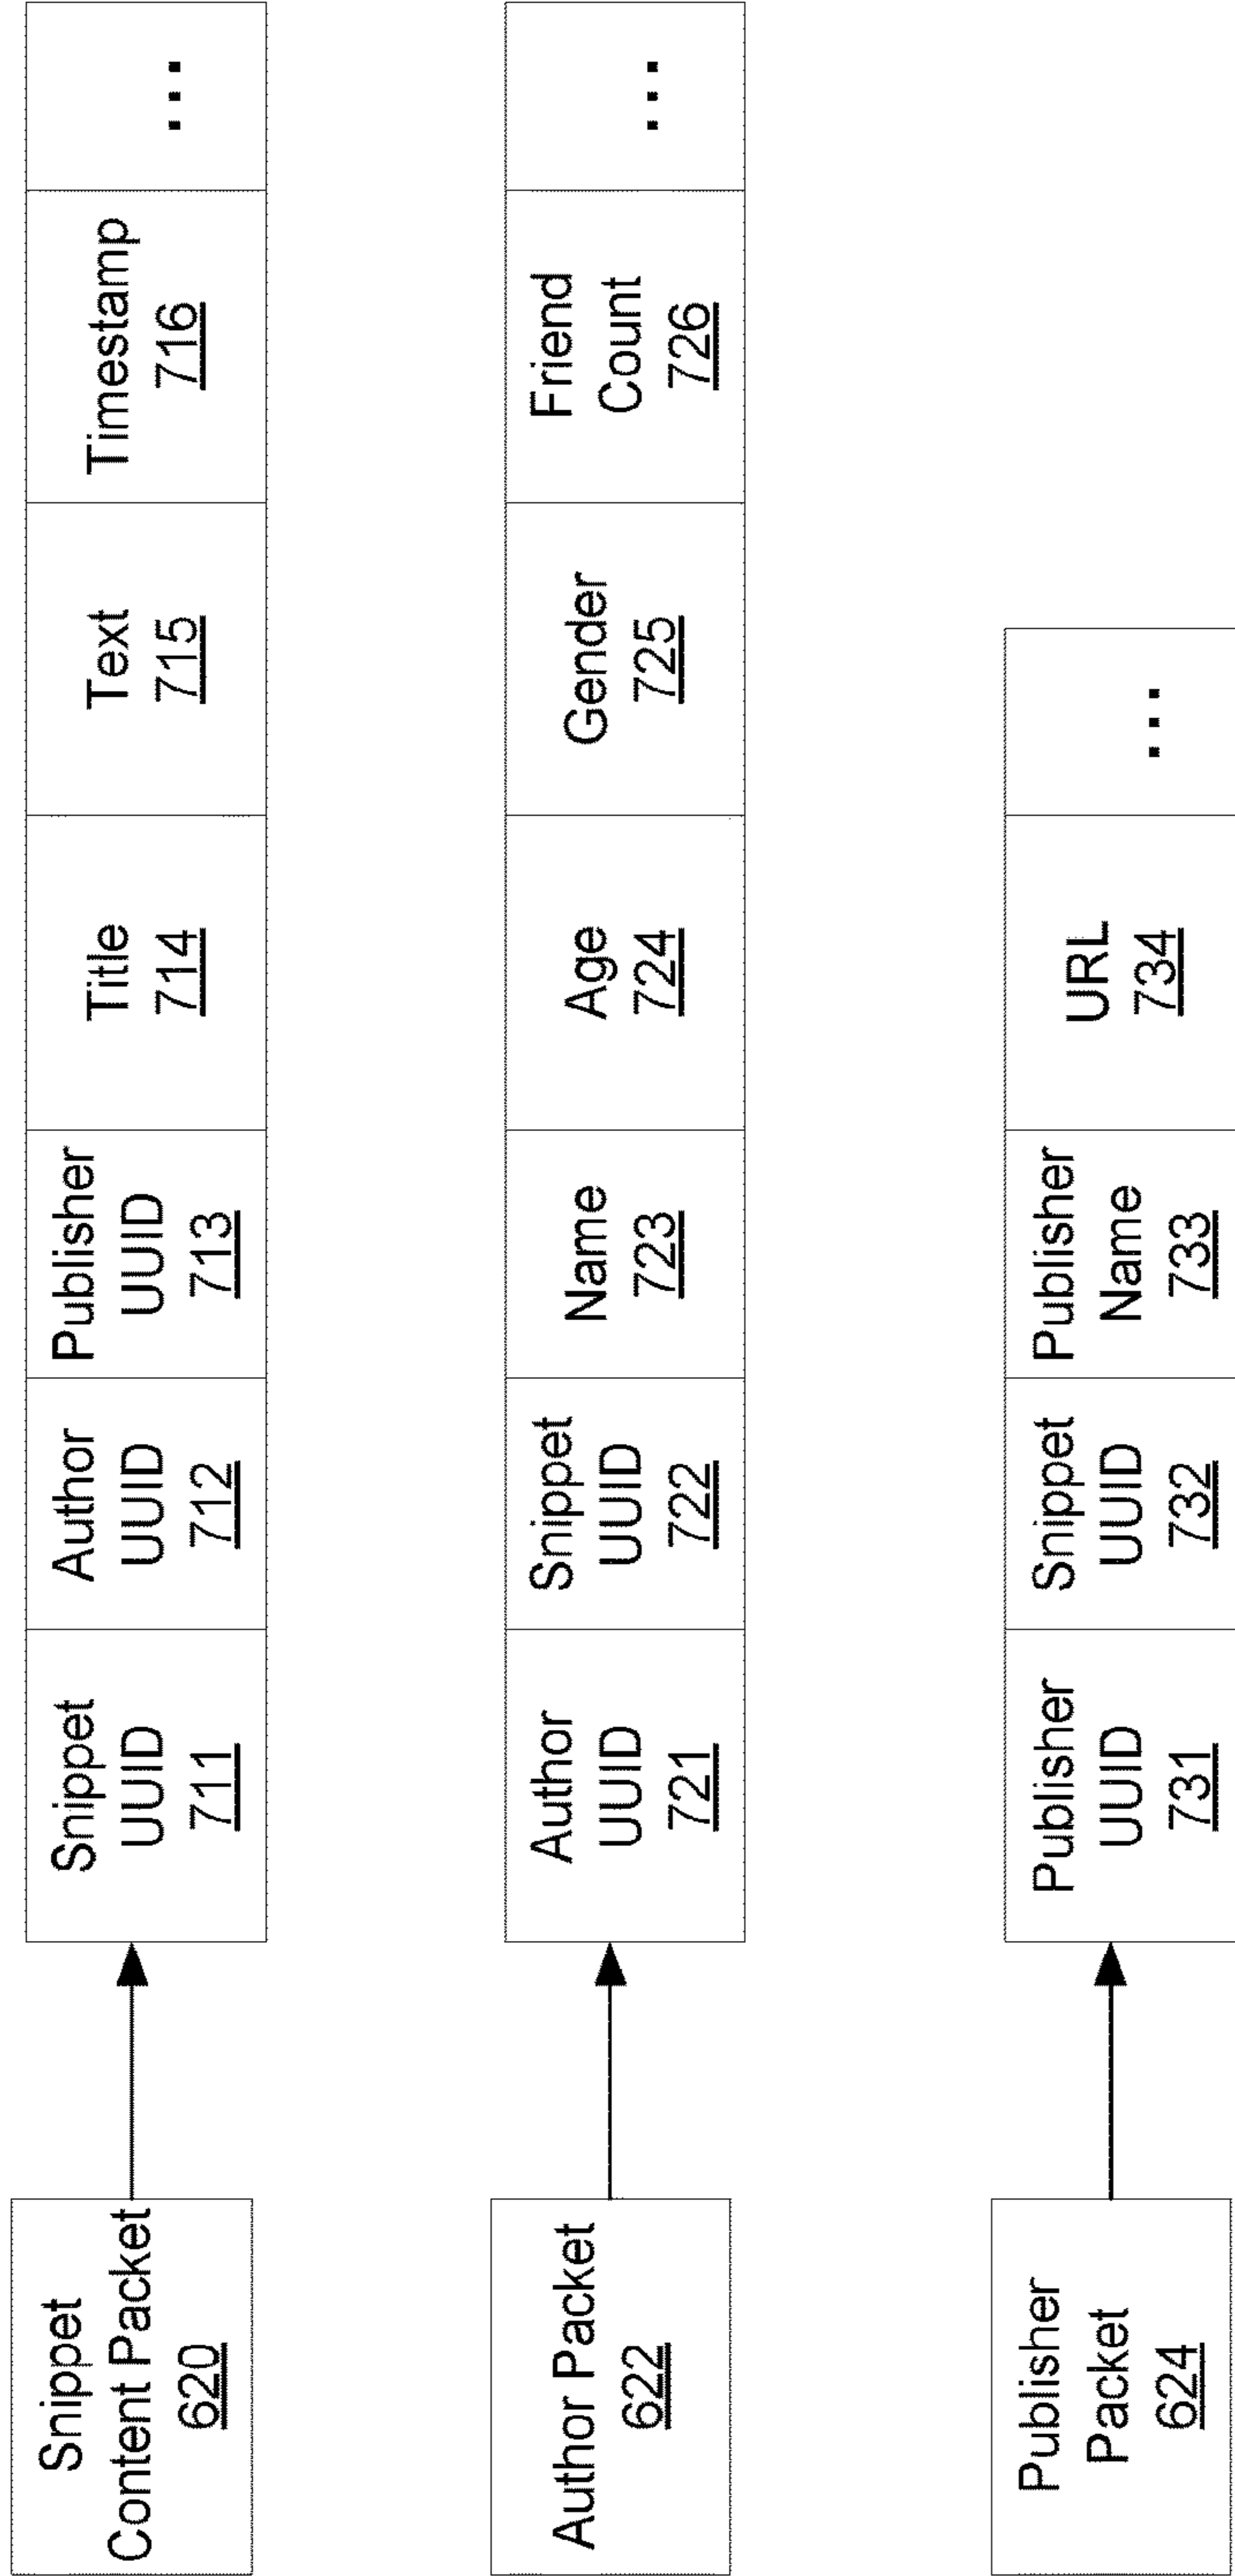 Snippet
Content Packet
620
Snippet
UUID
711
Author
UUID
712
Publisher
UUID
713
Title
714
Text
715
Timestamp
716
...
Author Packet
622
Author
UUID
721
Snippet
UUID
722
Name
723
Age
724
Gender
725
Friend
Count
726
...
Publisher
Packet
624
Publisher
UUID
731
Snippet
UUID
732
Publisher
Name
733
URL
734
...